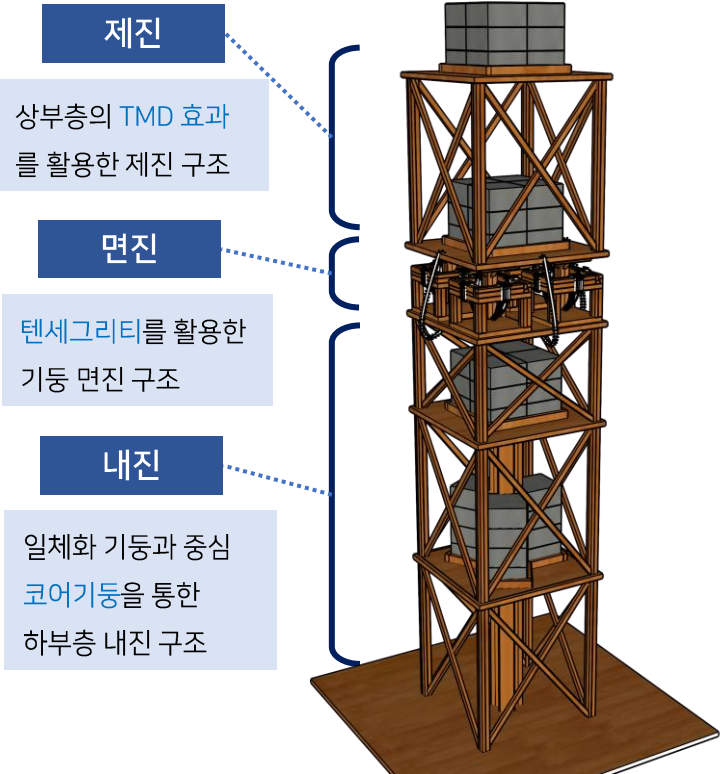 제진
상부층의 TMD 효과
를 활용한 제진 구조
면진
텐세그리티를 활용한
기둥 면진 구조
내진
일체화 기둥과 중심
코어기둥을 통한
하부층 내진 구조